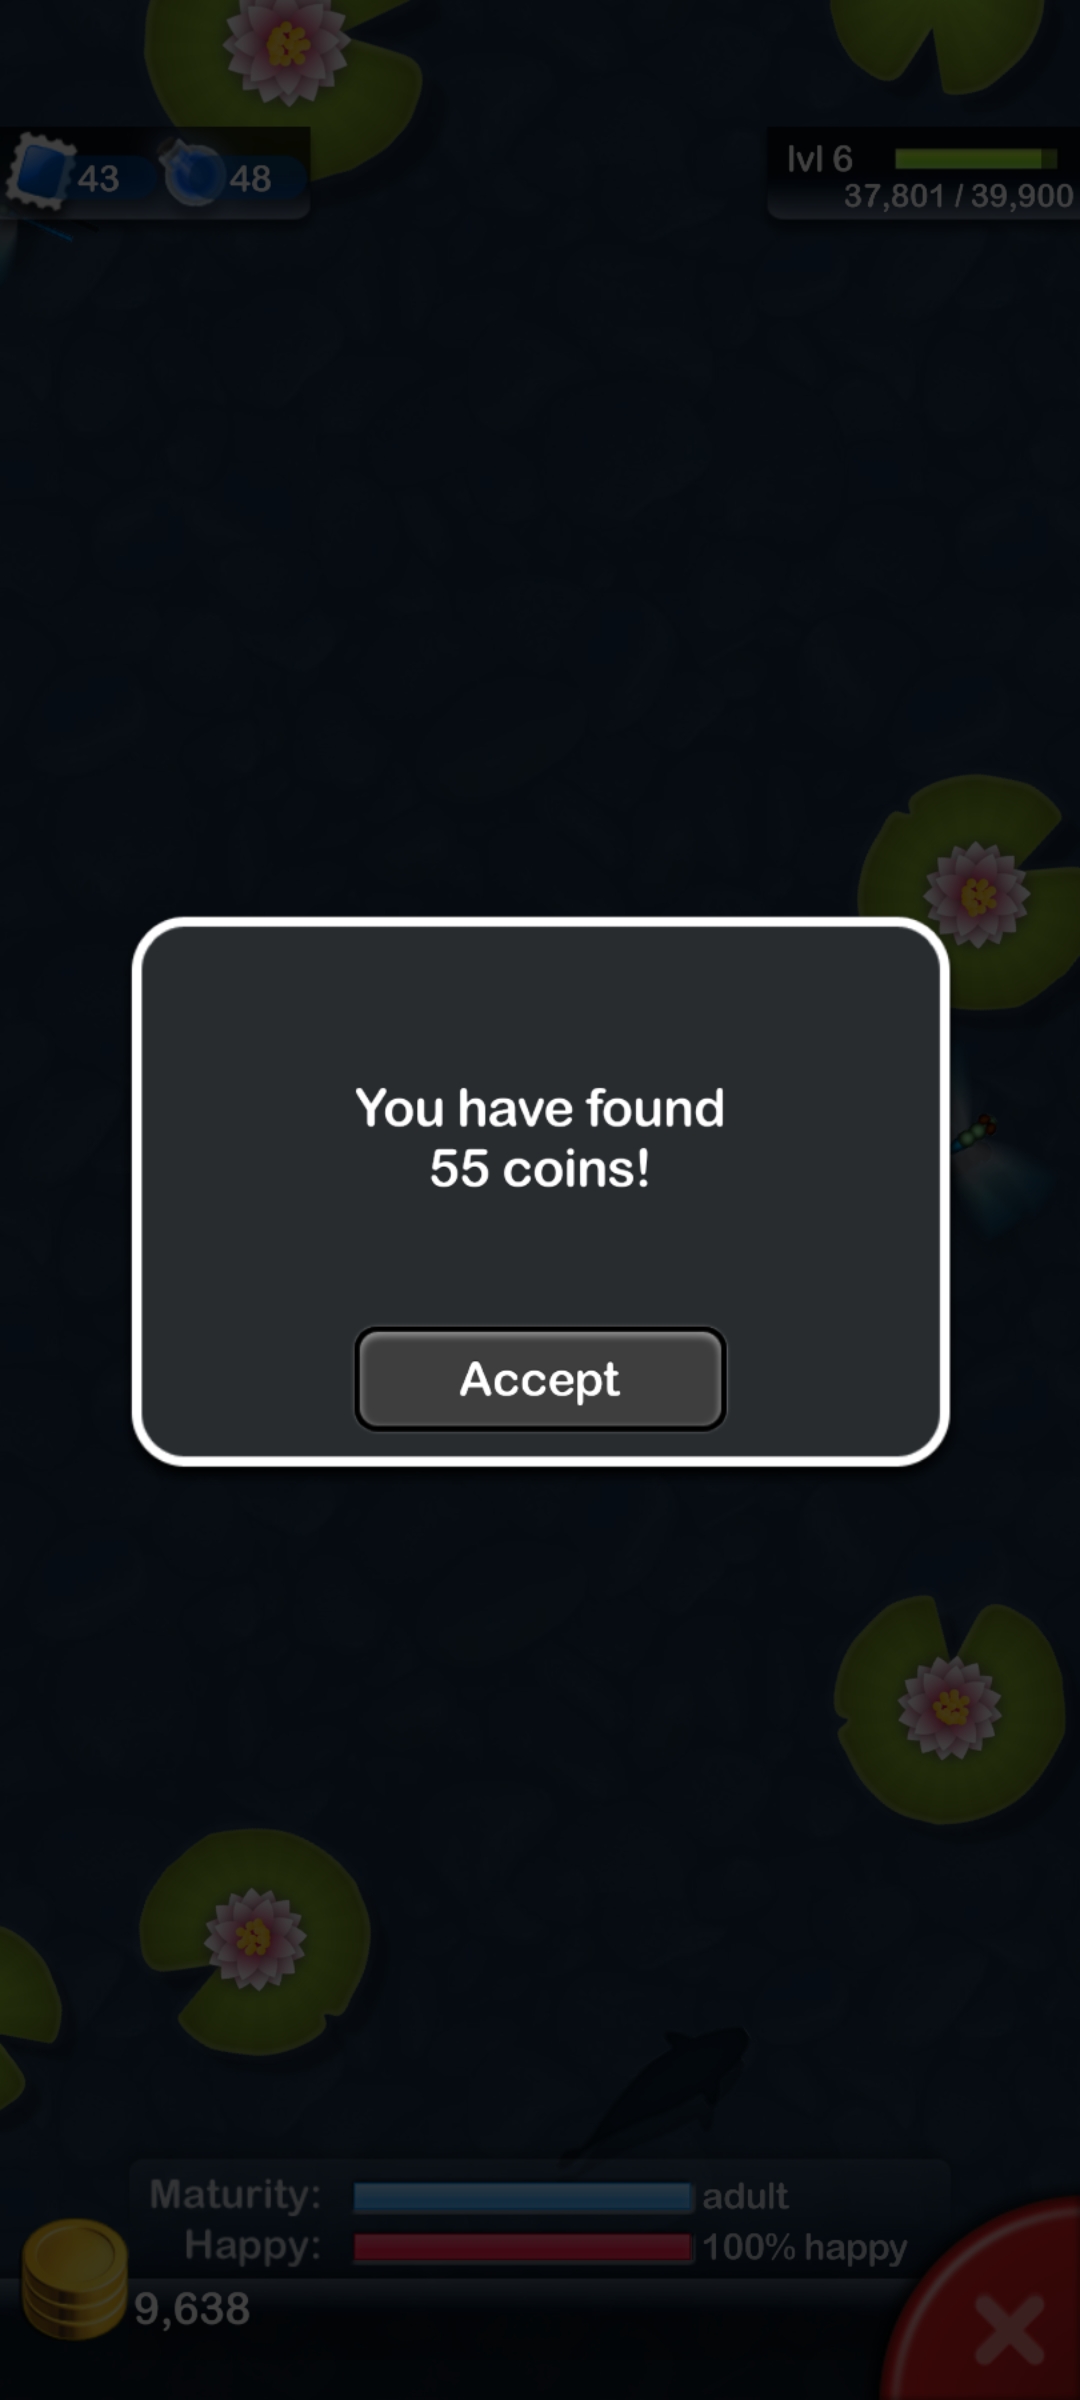 43 48
lvl 6
37,801 / 39,900
You have found
55 coins!
Accept
Maturity: adult
Happy: 100% happy
9,638